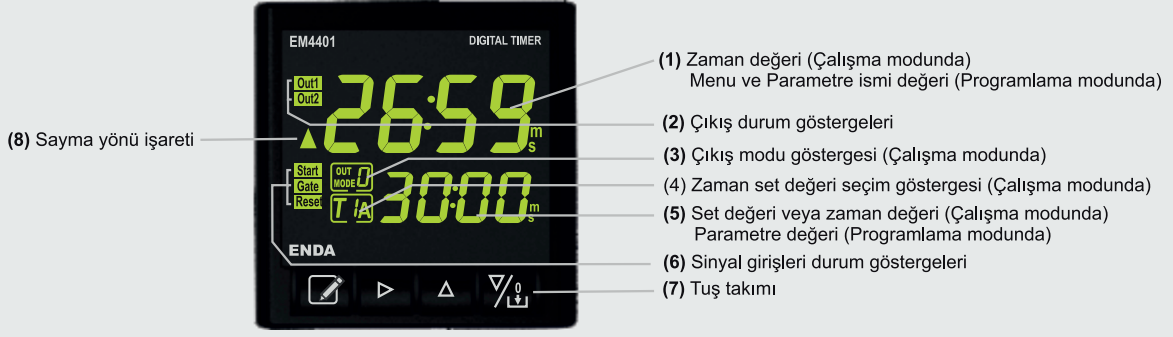 EM4401 DIGITAL TIMER
Out1
Out2
26:59
m
s
(8) Sayma yönü işareti
Start
Gate
Reset
OUT
MODE 0
T1A
30:00
m
s
ENDA
0
(1) Zaman değeri (Çalışma modunda)
Menu ve Parametre ismi değeri (Programlama modunda)
(2) Çıkış durum göstergeleri
(3) Çıkış modu göstergesi (Çalışma modunda)
(4) Zaman set değeri seçim göstergesi (Çalışma modunda)
(5) Set değeri veya zaman değeri (Çalışma modunda)
Parametre değeri (Programlama modunda)
(6) Sinyal girişleri durum göstergeleri
(7) Tuş takımı